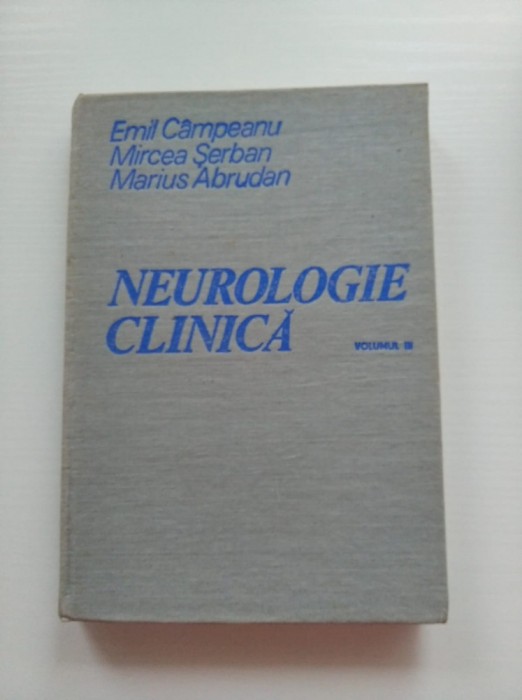 Emil Câmpeanu
Mircea Şerban
Marius Abrudan
NEUROLOGIE
CLINICĂ
VOLUMUL III